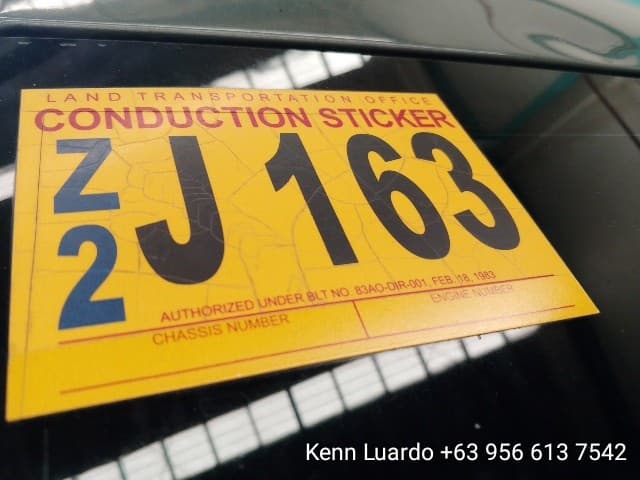 LAND TRANSPORTATION OFFICE
CONDUCTION STICKER
Z2 J 163
AUTHORIZED UNDER BLT NO. 83AO-DIR-001, FEB. 18, 1983
CHASSIS NUMBER ENGINE NUMBER
Kenn Luardo +63 956 613 7542